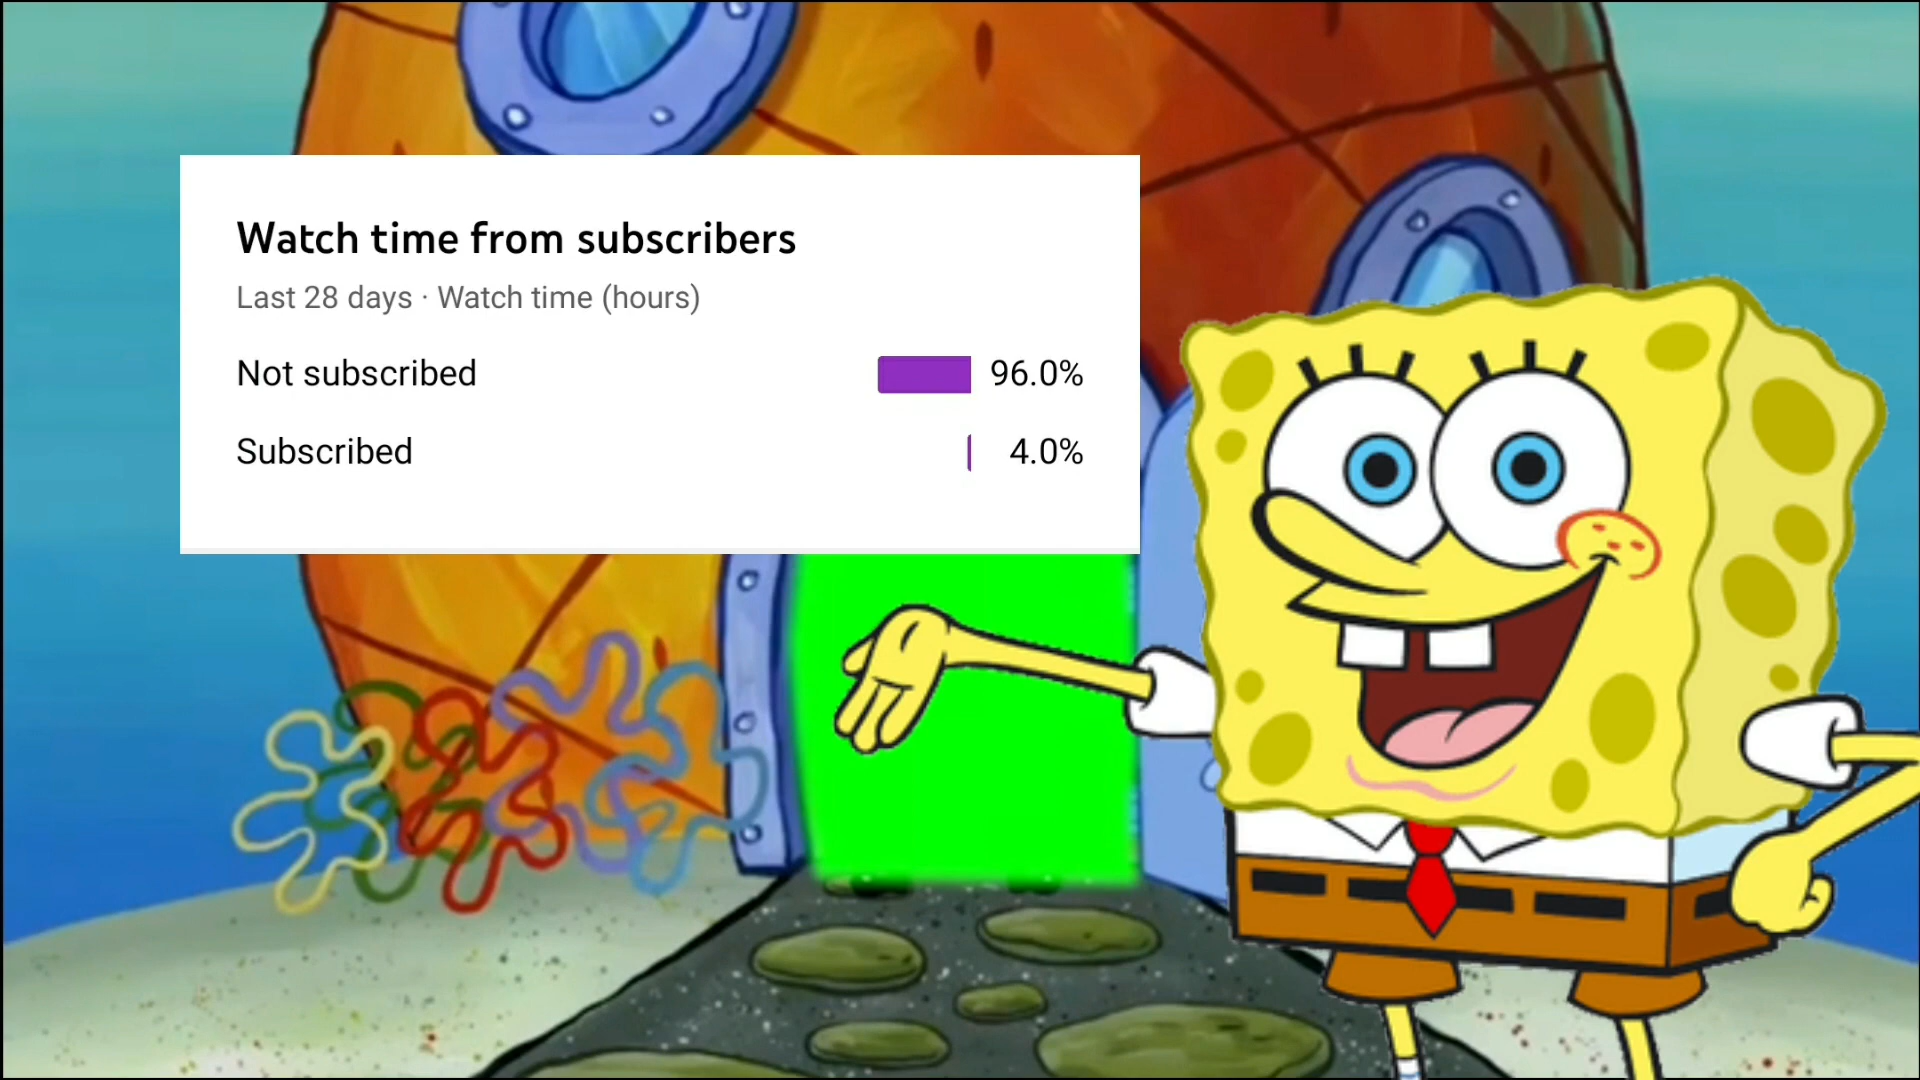 Watch time from subscribers
Last 28 days · Watch time (hours)
Not subscribed 96.0%
Subscribed 4.0%